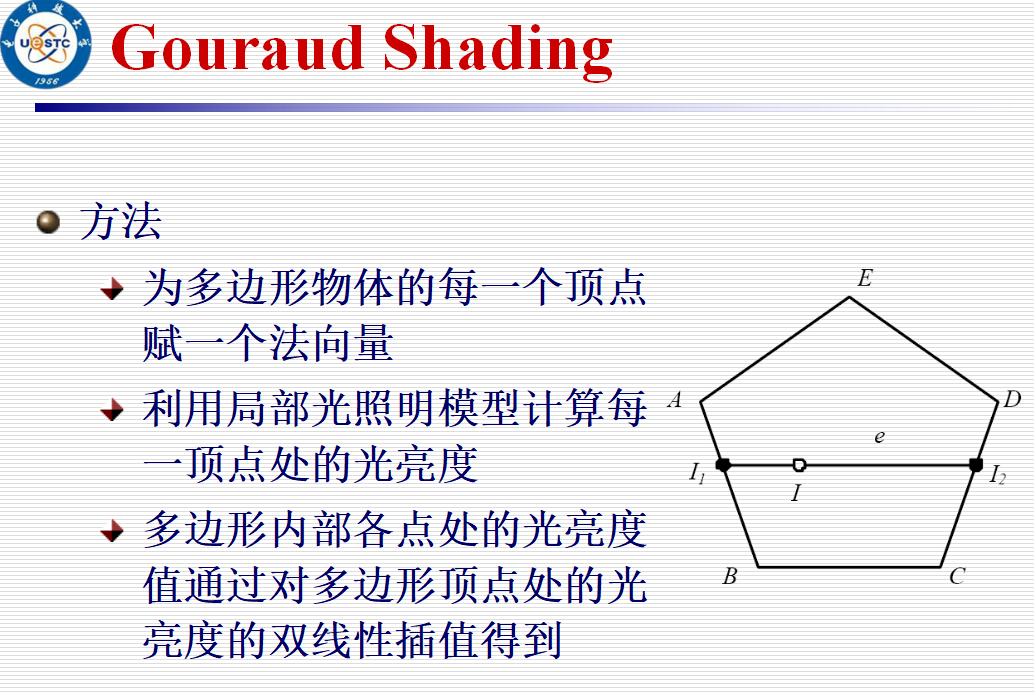 UESTC
1956
Gouraud Shading
方法
为多边形物体的每一个顶点
赋一个法向量
利用局部光照明模型计算每
一顶点处的光亮度
多边形内部各点处的光亮度
值通过对多边形顶点处的光
亮度的双线性插值得到
E
A
D
e
I1
I2
I
B
C